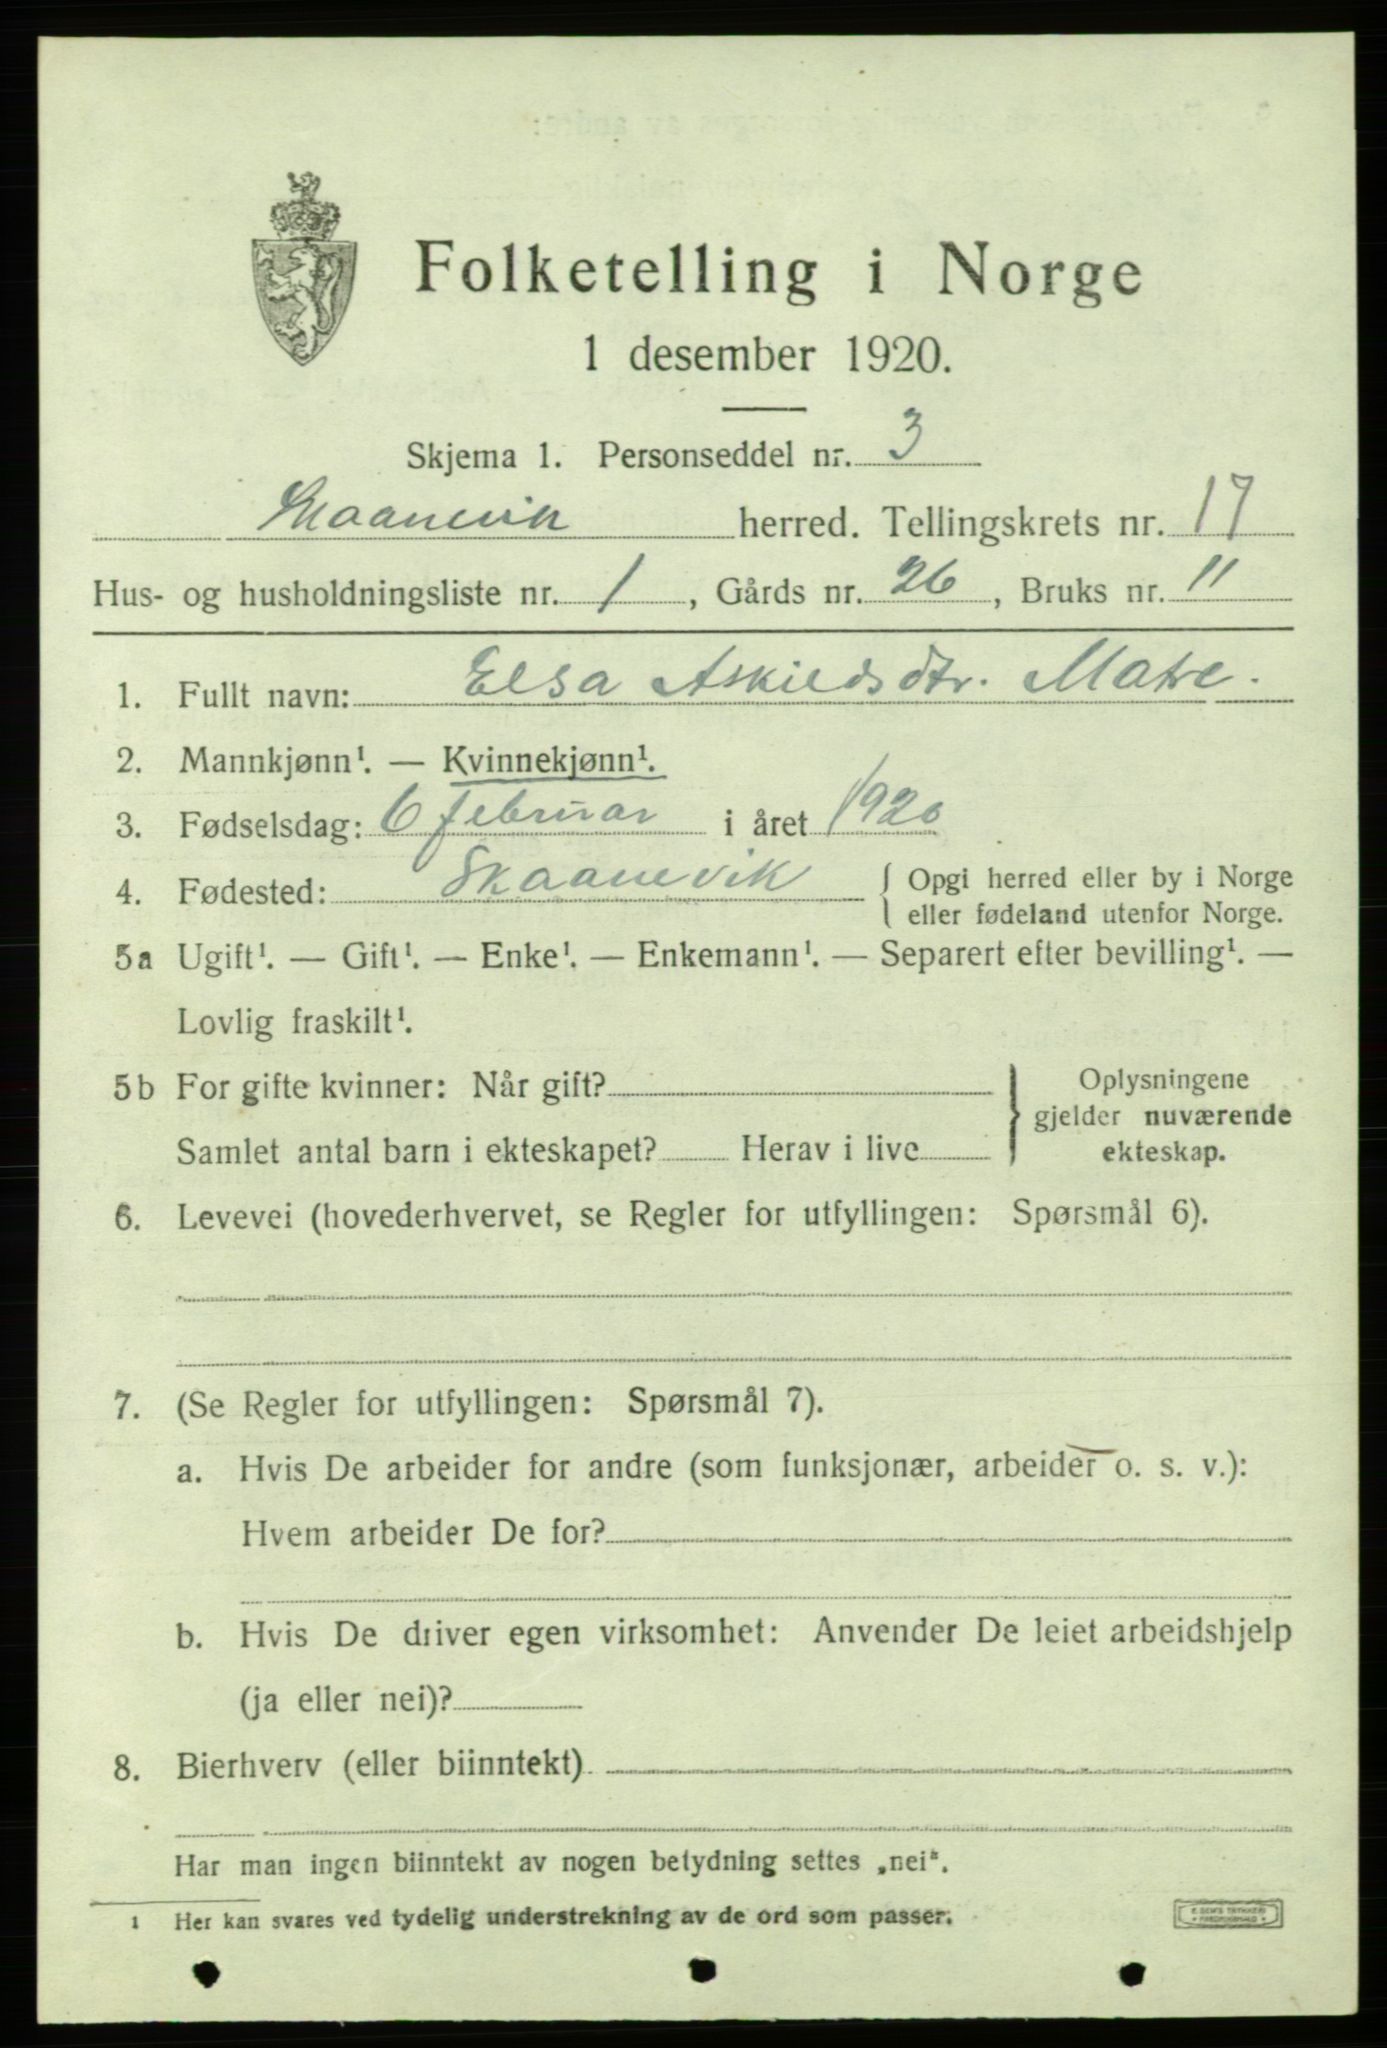 Folketelling i Norge
1 desember 1920.
Skjema 1. Personseddel nr. 3
Skaanevik herred. Tellingskrets nr. 17
Hus- og husholdningsliste nr. 1, Gårds nr. 26, Bruks nr. 11
1. Fullt navn: Elsa Askildsdtr. Matre.
2. Mannkjønn¹. — Kvinnekjønn¹.
3. Fødselsdag: 6 februar i året 1920
4. Fødested: Skaanevik { Opgi herred eller by i Norge
eller fødeland utenfor Norge.
5a Ugift¹. — Gift¹. — Enke¹. — Enkemann¹. — Separert efter bevilling¹. —
Lovlig fraskilt¹.
5b For gifte kvinner: Når gift? } Oplysningene
gjelder nuværende
Samlet antal barn i ekteskapet? Herav i live ekteskap.
6. Levevei (hovederhvervet, se Regler for utfyllingen: Spørsmål 6).
7. (Se Regler for utfyllingen: Spørsmål 7).
a. Hvis De arbeider for andre (som funksjonær, arbeider o. s. v.):
Hvem arbeider De for?
b. Hvis De driver egen virksomhet: Anvender De leiet arbeidshjelp
(ja eller nei)?
8. Bierhverv (eller biinntekt)
Har man ingen biinntekt av nogen betydning settes „nei“.
1 Her kan svares ved tydelig understrekning av de ord som passer.